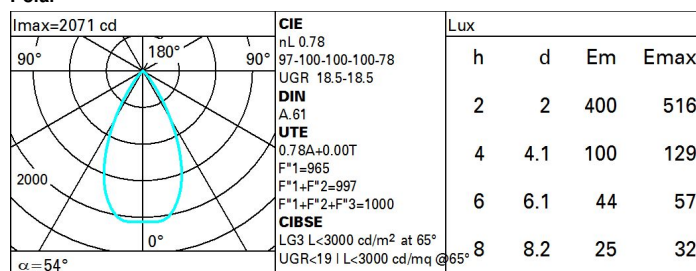 Imax=2071 cd
90° 180° 90°
2000
0°
α=54°
CIE
nL 0.78
97-100-100-100-78
UGR 18.5-18.5
DIN
A.61
UTE
0.78A+0.00T
F"1=965
F"1+F"2=997
F"1+F"2+F"3=1000
CIBSE
LG3 L<3000 cd/m² at 65°
UGR<19 | L<3000 cd/mq @65°
Lux
h d Em Emax
2 2 400 516
4 4.1 100 129
6 6.1 44 57
8 8.2 25 32